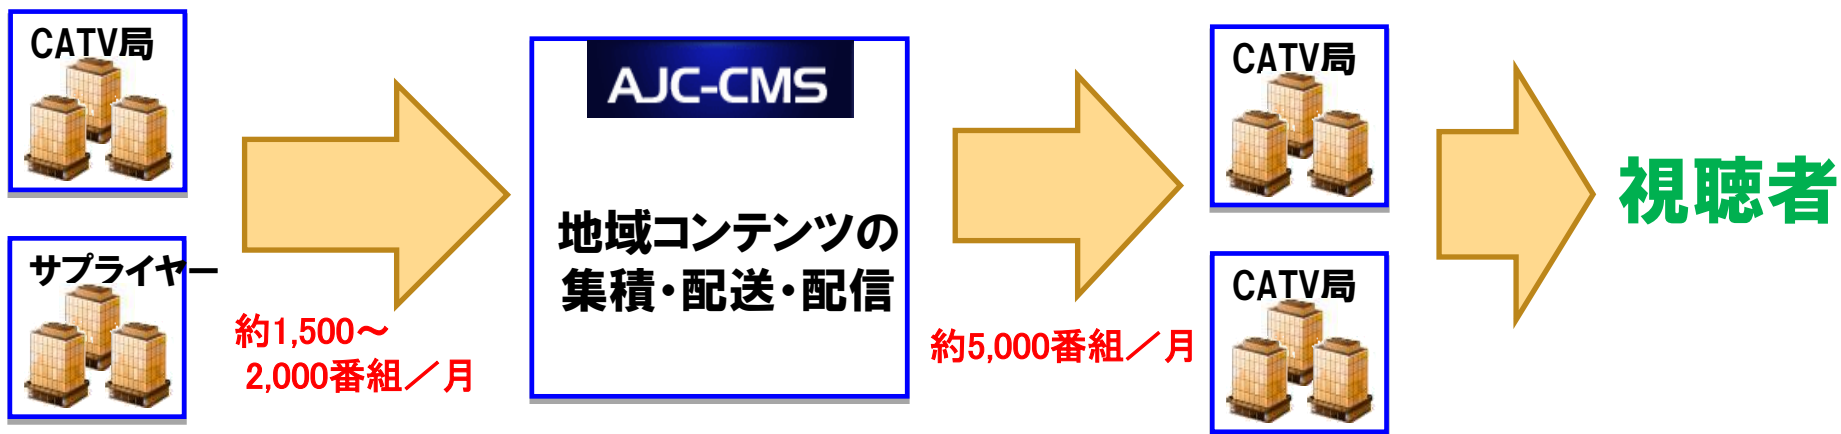 CATV局
サプライヤー
約1,500～
2,000番組／月
AJC-CMS
地域コンテンツの
集積・配送・配信
約5,000番組／月
CATV局
CATV局
視聴者